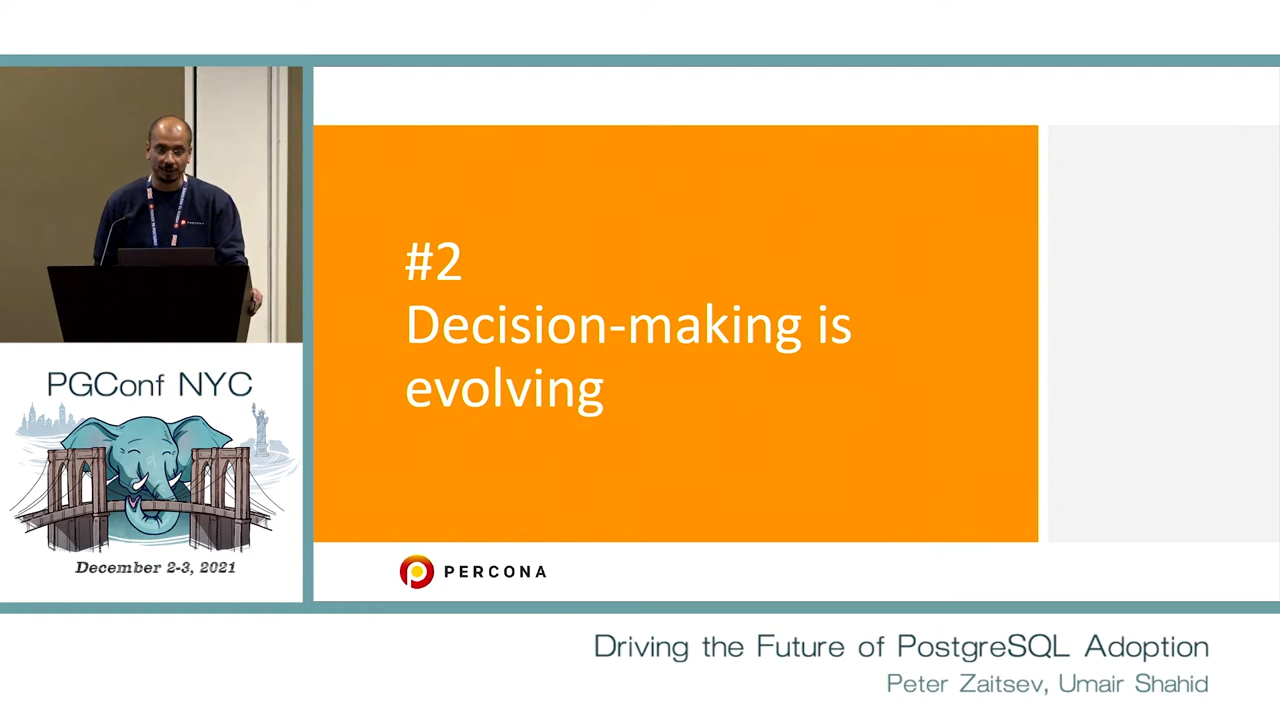 #2
Decision-making is
evolving
PERCONA
PERCONA
PGConf NYC
December 2-3, 2021
Driving the Future of PostgreSQL Adoption
Peter Zaitsev, Umair Shahid